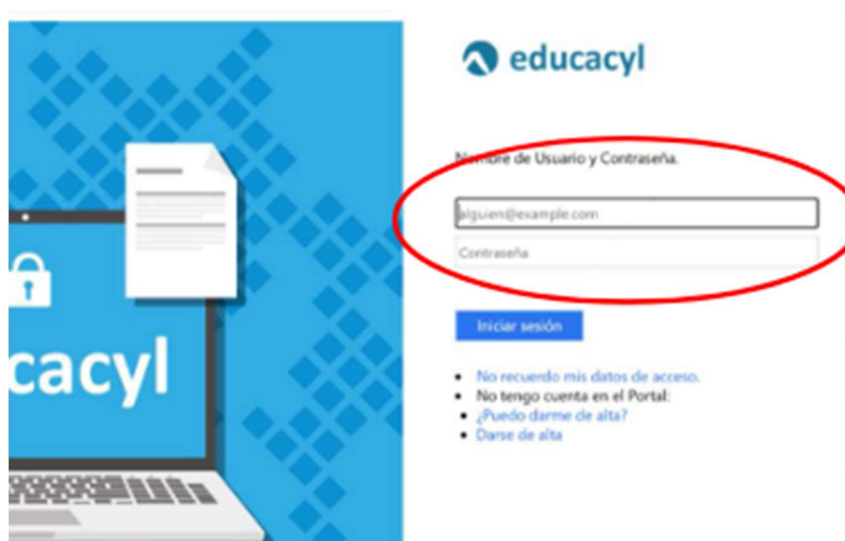 educacyl
Nombre de Usuario y Contraseña.
alguien@example.com
Contraseña
Iniciar sesión
No recuerdo mis datos de acceso.
No tengo cuenta en el Portal:
¿Puedo darme de alta?
Darse de alta
cacyl